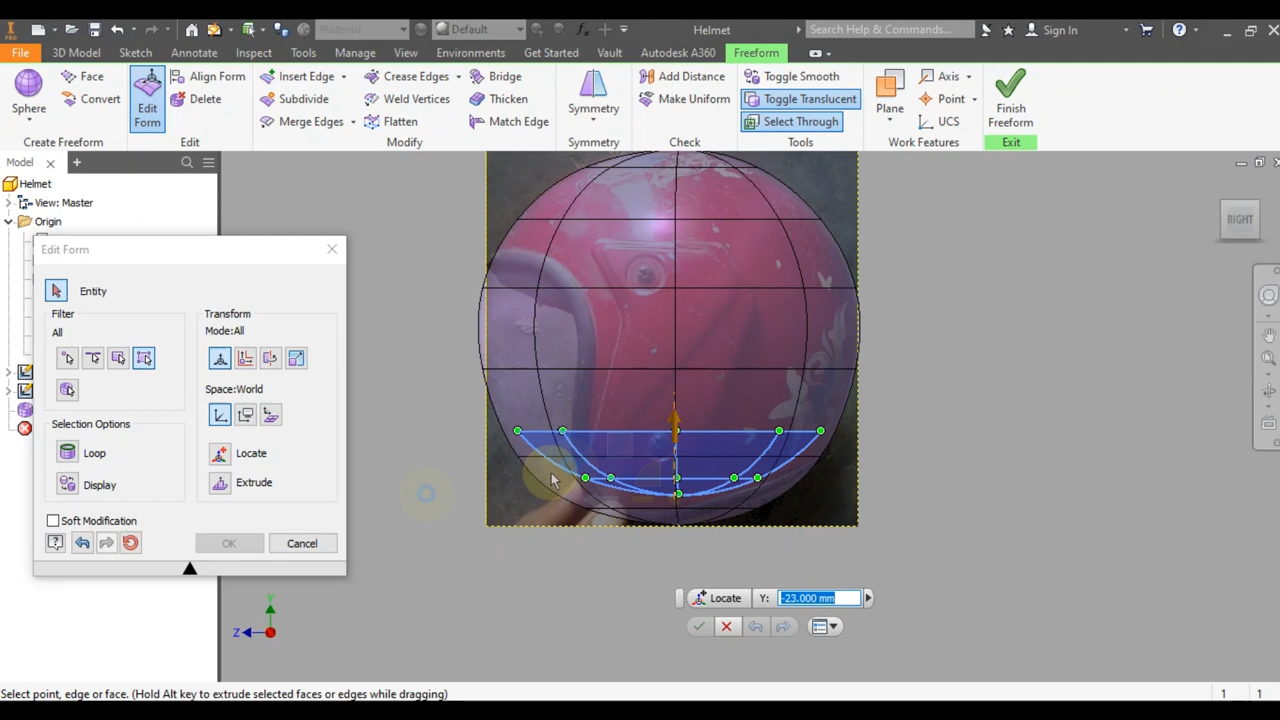 PRO
Material
Default
Helmet
Search Help & Commands...
Sign In
File
3D Model
Sketch
Annotate
Inspect
Tools
Manage
View
Environments
Get Started
Vault
Autodesk A360
Freeform
Sphere
Face
Convert
Edit
Form
Align Form
Delete
Insert Edge
Subdivide
Merge Edges
Crease Edges
Weld Vertices
Flatten
Bridge
Thicken
Match Edge
Symmetry
Add Distance
Make Uniform
Toggle Smooth
Toggle Translucent
Select Through
Plane
Axis
Point
UCS
Finish
Freeform
Create Freeform
Edit
Modify
Symmetry
Check
Tools
Work Features
Exit
Model
Helmet
View: Master
Origin
Edit Form
Entity
Filter
All
Selection Options
Loop
Display
Soft Modification
Transform
Mode:All
Space:World
Locate
Extrude
OK
Cancel
RIGHT
Locate
Y:
-23.000 mm
Y
Z
Select point, edge or face. (Hold Alt key to extrude selected faces or edges while dragging)
1
1